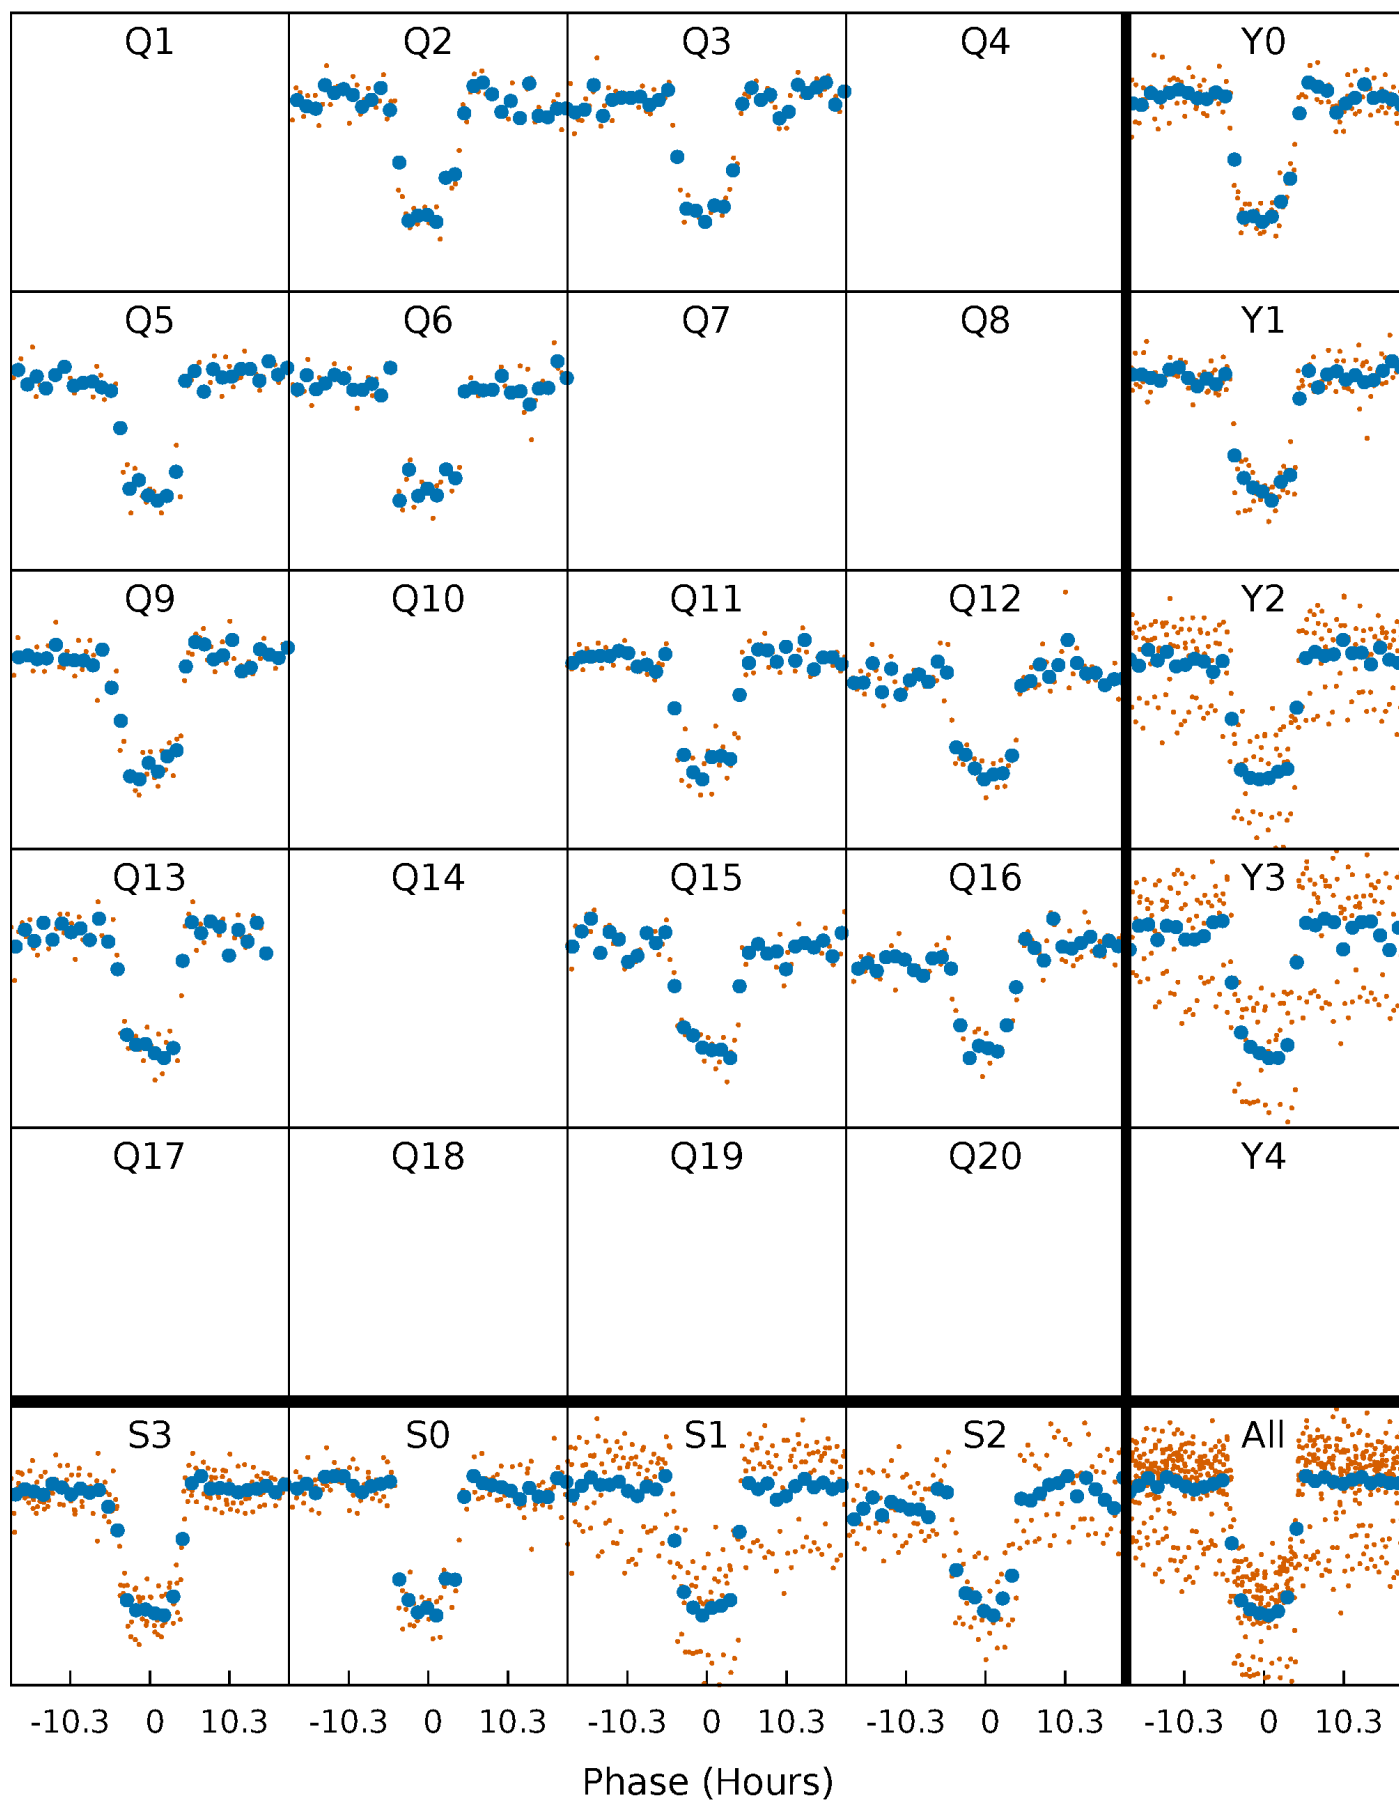 Q1 Q2 Q3 Q4 Y0
Q5 Q6 Q7 Q8 Y1
Q9 Q10 Q11 Q12 Y2
Q13 Q14 Q15 Q16 Y3
Q17 Q18 Q19 Q20 Y4
S3 S0 S1 S2 All
-10.3 0 10.3 -10.3 0 10.3 -10.3 0 10.3 -10.3 0 10.3 -10.3 0 10.3
Phase (Hours)